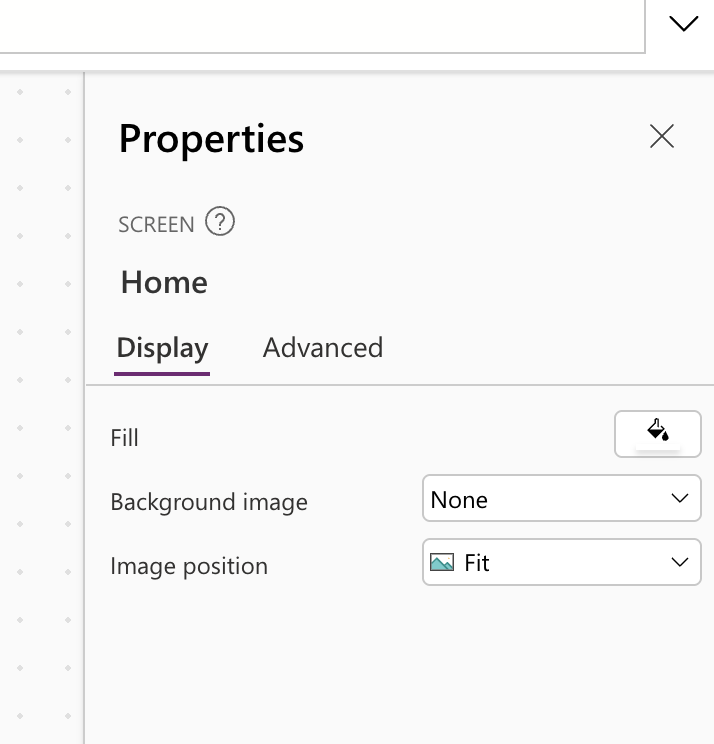 Properties
SCREEN ?
Home
Display Advanced
Fill
Background image None
Image position Fit